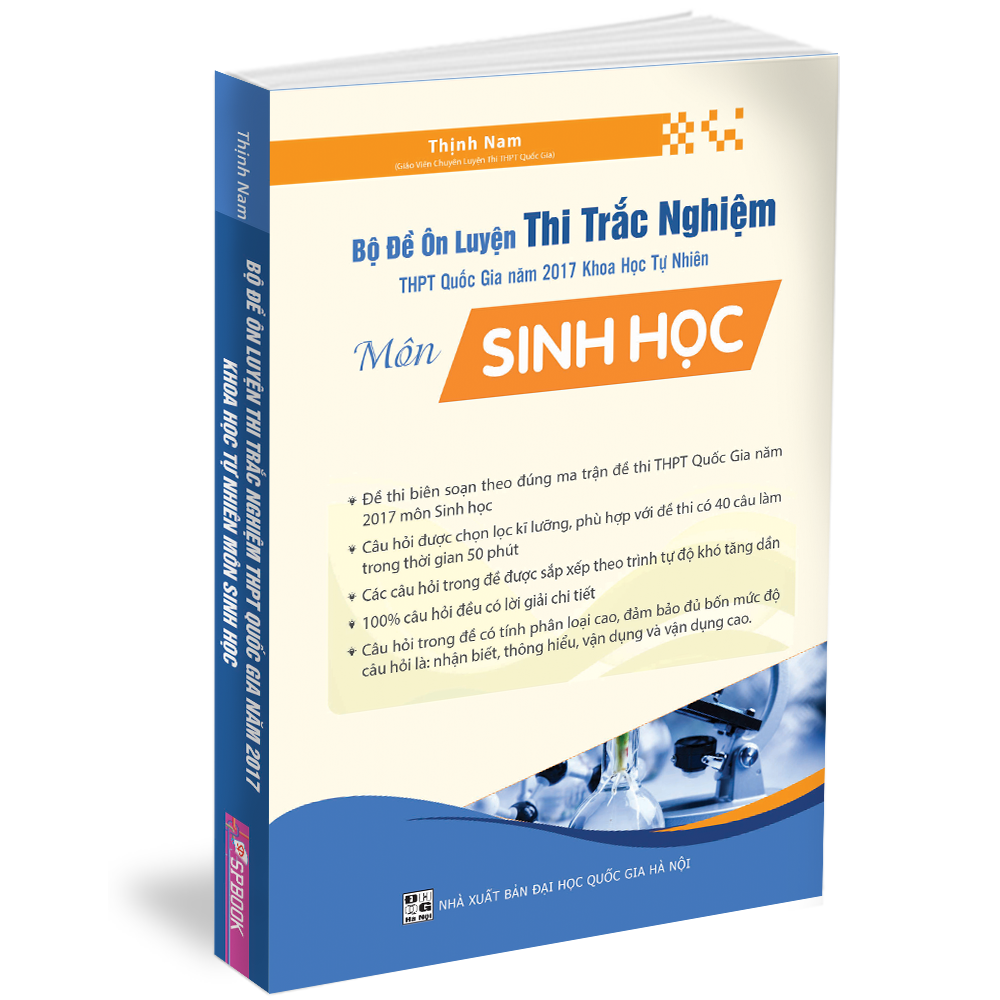 Thịnh Nam
(Giáo Viên Chuyên Luyện Thi THPT Quốc Gia)
Bộ Đề Ôn Luyện Thi Trắc Nghiệm
THPT Quốc Gia năm 2017 Khoa Học Tự Nhiên
Môn SINH HỌC
Đề thi biên soạn theo đúng ma trận đề thi THPT Quốc Gia năm
2017 môn Sinh học
Câu hỏi được chọn lọc kĩ lưỡng, phù hợp với đề thi có 40 câu làm
trong thời gian 50 phút
Các câu hỏi trong đề được sắp xếp theo trình tự độ khó tăng dần
100% câu hỏi đều có lời giải chi tiết
Câu hỏi trong đề có tính phân loại cao, đảm bảo đủ bốn mức độ
câu hỏi là: nhận biết, thông hiểu, vận dụng và vận dụng cao.
ĐHQG
Hà Nội
NHÀ XUẤT BẢN ĐẠI HỌC QUỐC GIA HÀ NỘI
Thịnh Nam
BỘ ĐỀ ÔN LUYỆN THI TRẮC NGHIỆM THPT QUỐC GIA NĂM 2017
KHOA HỌC TỰ NHIÊN MÔN SINH HỌC
SPBOOK